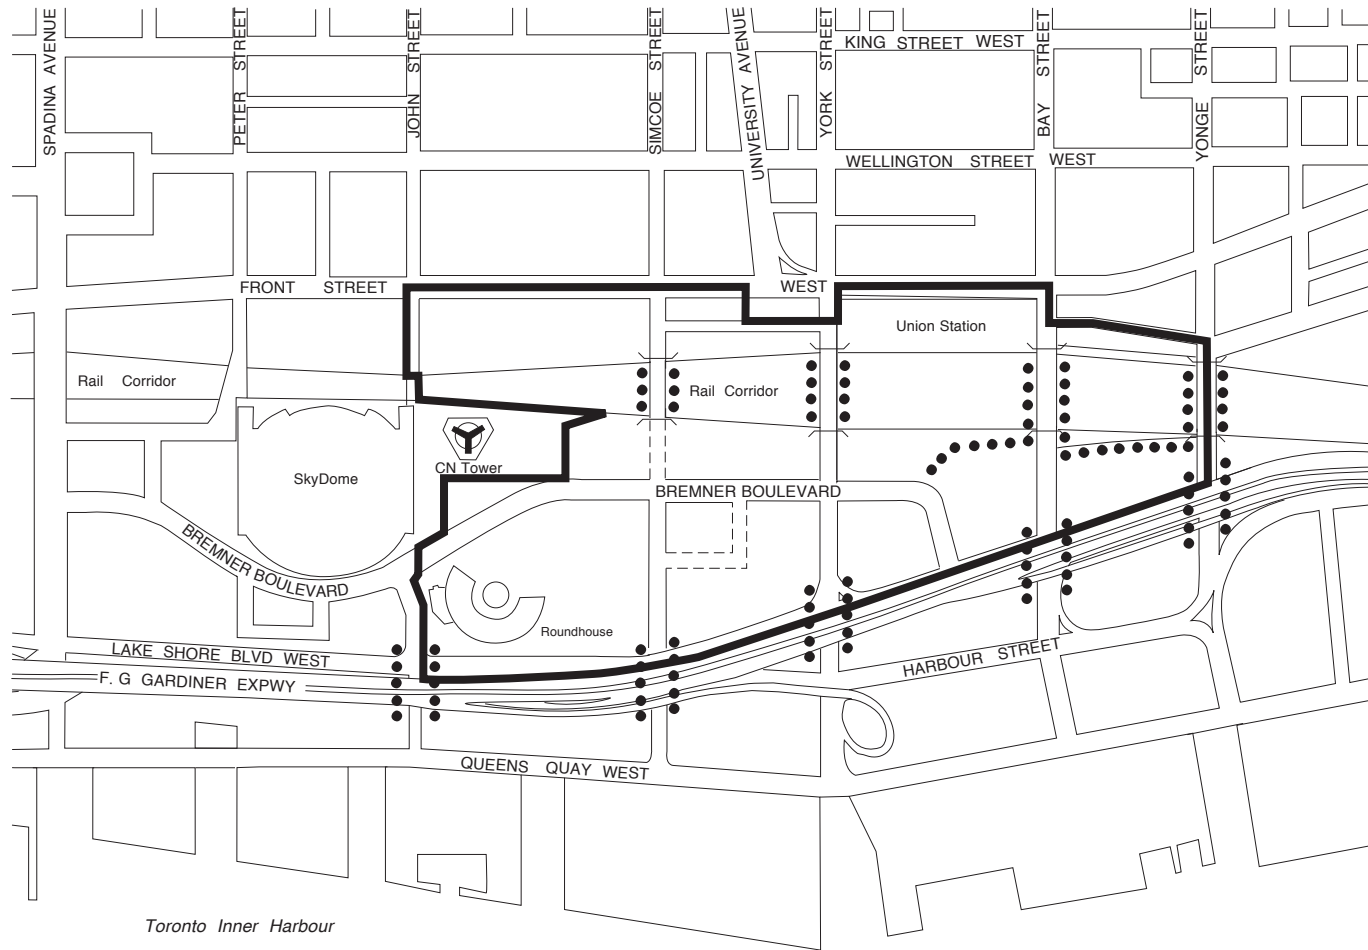 SPADINA AVENUE
PETER STREET
JOHN STREET
SIMCOE STREET
UNIVERSITY AVENUE
YORK STREET
KING STREET WEST
BAY STREET
YONGE STREET
WELLINGTON STREET WEST
FRONT STREET WEST
Union Station
Rail Corridor
Rail Corridor
CN Tower
SkyDome
BREMNER BOULEVARD
BREMNER BOULEVARD
Roundhouse
LAKE SHORE BLVD WEST
HARBOUR STREET
F. G GARDINER EXPWY
QUEENS QUAY WEST
Toronto Inner Harbour